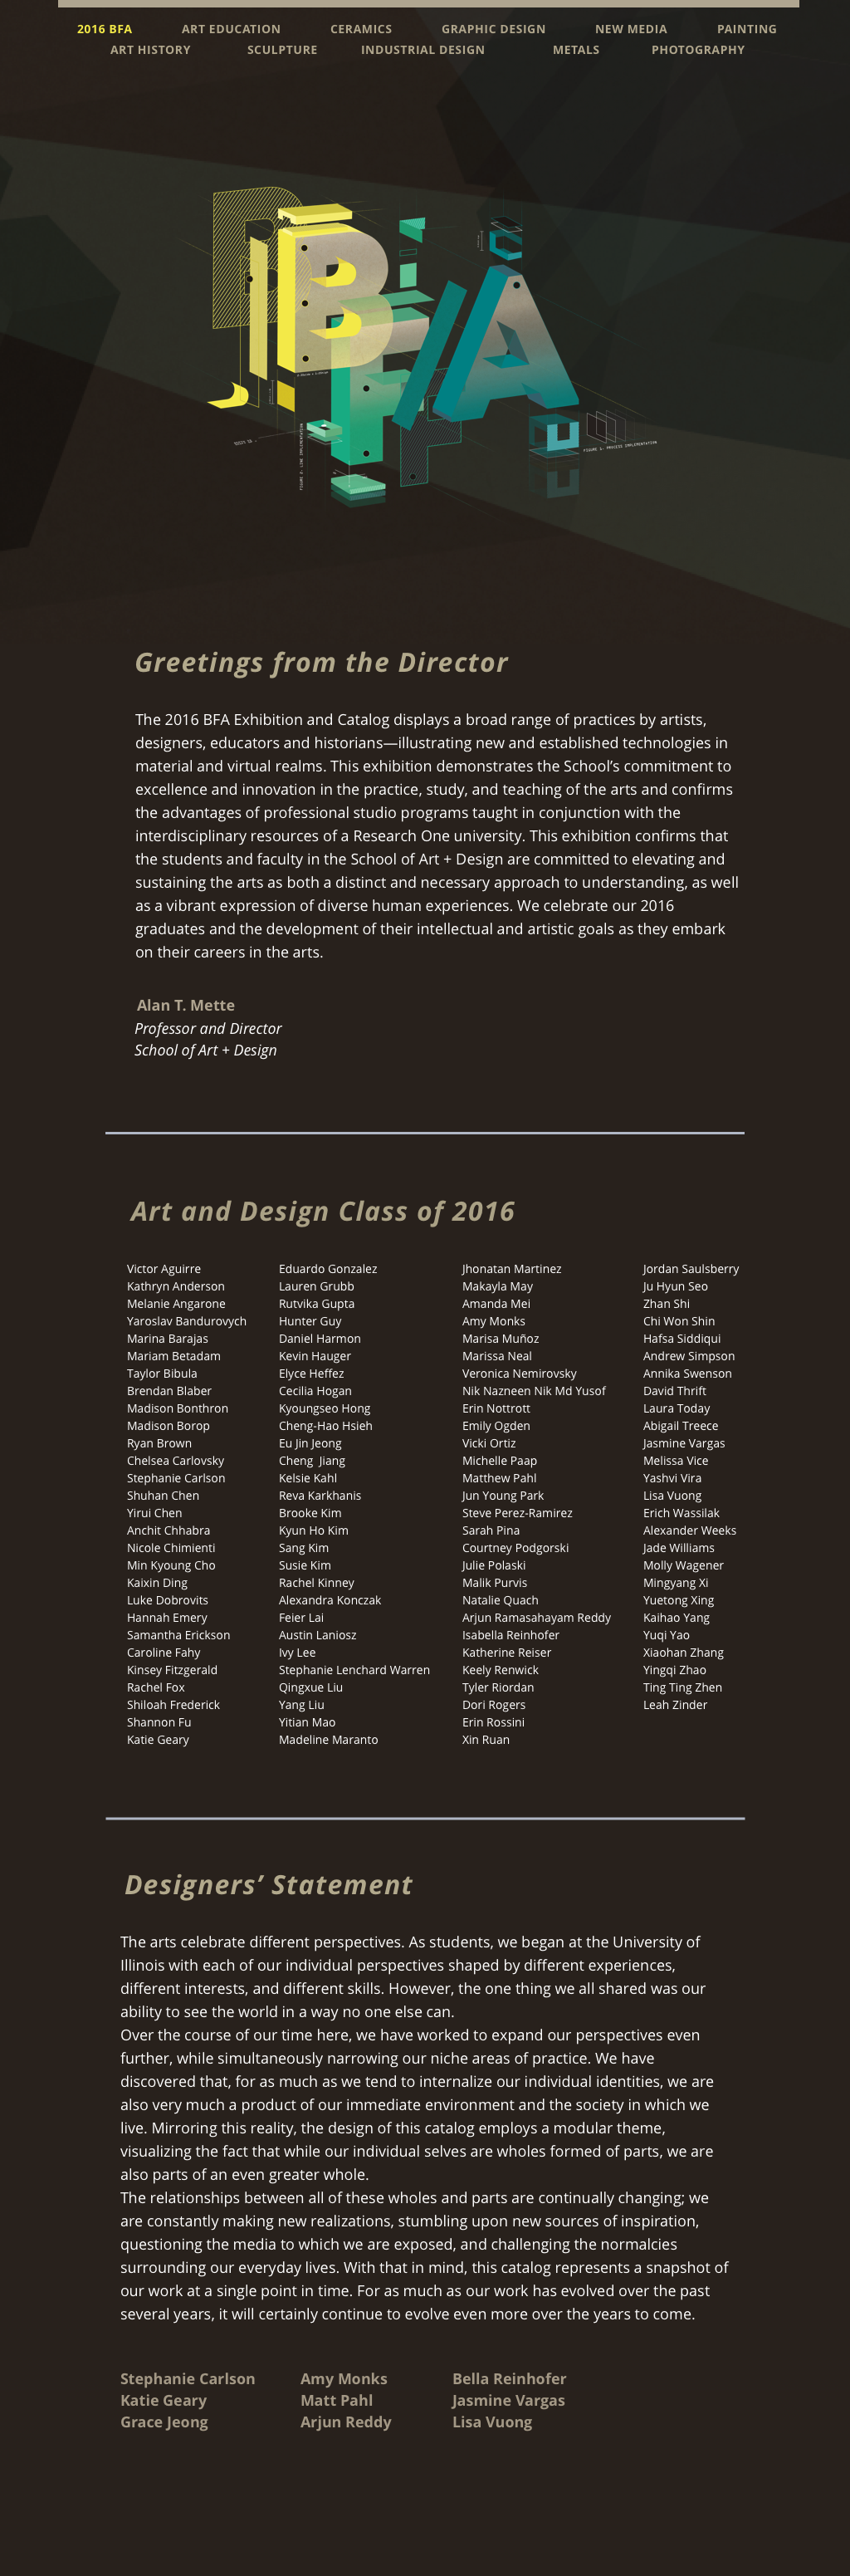 2016 BFA ART EDUCATION CERAMICS GRAPHIC DESIGN NEW MEDIA PAINTING
ART HISTORY SCULPTURE INDUSTRIAL DESIGN METALS PHOTOGRAPHY
BFA
FIGURE 1- PROCESS IMPLEMENTATION
Greetings from the Director
The 2016 BFA Exhibition and Catalog displays a broad range of practices by artists,
designers, educators and historians—illustrating new and established technologies in
material and virtual realms. This exhibition demonstrates the School’s commitment to
excellence and innovation in the practice, study, and teaching of the arts and confirms
the advantages of professional studio programs taught in conjunction with the
interdisciplinary resources of a Research One university. This exhibition confirms that
the students and faculty in the School of Art + Design are committed to elevating and
sustaining the arts as both a distinct and necessary approach to understanding, as well
as a vibrant expression of diverse human experiences. We celebrate our 2016
graduates and the development of their intellectual and artistic goals as they embark
on their careers in the arts.
Alan T. Mette
Professor and Director
School of Art + Design
Art and Design Class of 2016
Victor Aguirre
Kathryn Anderson
Melanie Angarone
Yaroslav Bandurovych
Marina Barajas
Mariam Betadam
Taylor Bibula
Brendan Blaber
Madison Bonthron
Madison Borop
Ryan Brown
Chelsea Carlovsky
Stephanie Carlson
Shuhan Chen
Yirui Chen
Anchit Chhabra
Nicole Chimienti
Min Kyoung Cho
Kaixin Ding
Luke Dobrovits
Hannah Emery
Samantha Erickson
Caroline Fahy
Kinsey Fitzgerald
Rachel Fox
Shiloah Frederick
Shannon Fu
Katie Geary
Eduardo Gonzalez
Lauren Grubb
Rutvika Gupta
Hunter Guy
Daniel Harmon
Kevin Hauger
Elyce Heffez
Cecilia Hogan
Kyoungseo Hong
Cheng-Hao Hsieh
Eu Jin Jeong
Cheng Jiang
Kelsie Kahl
Reva Karkhanis
Brooke Kim
Kyun Ho Kim
Sang Kim
Susie Kim
Rachel Kinney
Alexandra Konczak
Feier Lai
Austin Laniosz
Ivy Lee
Stephanie Lenchard Warren
Qingxue Liu
Yang Liu
Yitian Mao
Madeline Maranto
Jhonatan Martinez
Makayla May
Amanda Mei
Amy Monks
Marisa Muñoz
Marissa Neal
Veronica Nemirovsky
Nik Nazneen Nik Md Yusof
Erin Nottrott
Emily Ogden
Vicki Ortiz
Michelle Paap
Matthew Pahl
Jun Young Park
Steve Perez-Ramirez
Sarah Pina
Courtney Podgorski
Julie Polaski
Malik Purvis
Natalie Quach
Arjun Ramasahayam Reddy
Isabella Reinhofer
Katherine Reiser
Keely Renwick
Tyler Riordan
Dori Rogers
Erin Rossini
Xin Ruan
Jordan Saulsberry
Ju Hyun Seo
Zhan Shi
Chi Won Shin
Hafsa Siddiqui
Andrew Simpson
Annika Swenson
David Thrift
Laura Today
Abigail Treece
Jasmine Vargas
Melissa Vice
Yashvi Vira
Lisa Vuong
Erich Wassilak
Alexander Weeks
Jade Williams
Molly Wagener
Mingyang Xi
Yuetong Xing
Kaihao Yang
Yuqi Yao
Xiaohan Zhang
Yingqi Zhao
Ting Ting Zhen
Leah Zinder
Designers’ Statement
The arts celebrate different perspectives. As students, we began at the University of
Illinois with each of our individual perspectives shaped by different experiences,
different interests, and different skills. However, the one thing we all shared was our
ability to see the world in a way no one else can.
Over the course of our time here, we have worked to expand our perspectives even
further, while simultaneously narrowing our niche areas of practice. We have
discovered that, for as much as we tend to internalize our individual identities, we are
also very much a product of our immediate environment and the society in which we
live. Mirroring this reality, the design of this catalog employs a modular theme,
visualizing the fact that while our individual selves are wholes formed of parts, we are
also parts of an even greater whole.
The relationships between all of these wholes and parts are continually changing; we
are constantly making new realizations, stumbling upon new sources of inspiration,
questioning the media to which we are exposed, and challenging the normalcies
surrounding our everyday lives. With that in mind, this catalog represents a snapshot of
our work at a single point in time. For as much as our work has evolved over the past
several years, it will certainly continue to evolve even more over the years to come.
Stephanie Carlson
Katie Geary
Grace Jeong
Amy Monks
Matt Pahl
Arjun Reddy
Bella Reinhofer
Jasmine Vargas
Lisa Vuong